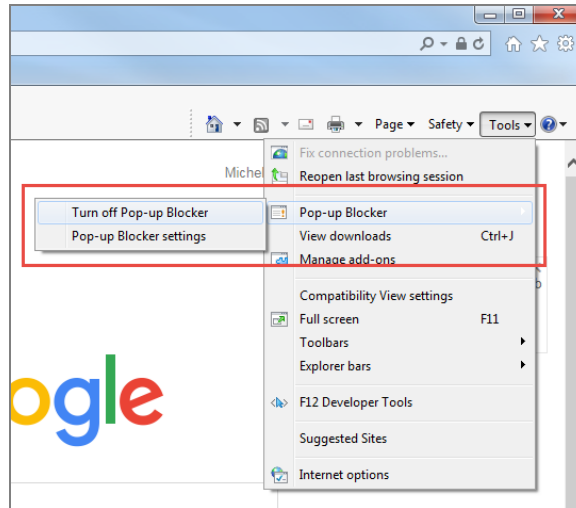 Page Safety Tools
Fix connection problems...
Michel
Reopen last browsing session
Turn off Pop-up Blocker
Pop-up Blocker
Pop-up Blocker settings
View downloads Ctrl+J
Manage add-ons
b
Compatibility View settings
Full screen F11
Toolbars
Explorer bars
ogle
F12 Developer Tools
Suggested Sites
Internet options